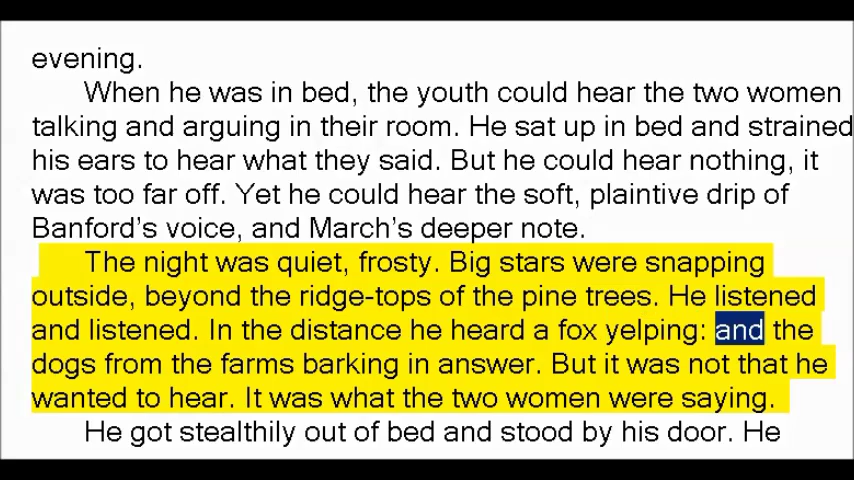 evening.
When he was in bed, the youth could hear the two women
talking and arguing in their room. He sat up in bed and strained
his ears to hear what they said. But he could hear nothing, it
was too far off. Yet he could hear the soft, plaintive drip of
Banford’s voice, and March’s deeper note.
The night was quiet, frosty. Big stars were snapping
outside, beyond the ridge-tops of the pine trees. He listened
and listened. In the distance he heard a fox yelping: and the
dogs from the farms barking in answer. But it was not that he
wanted to hear. It was what the two women were saying.
He got stealthily out of bed and stood by his door. He